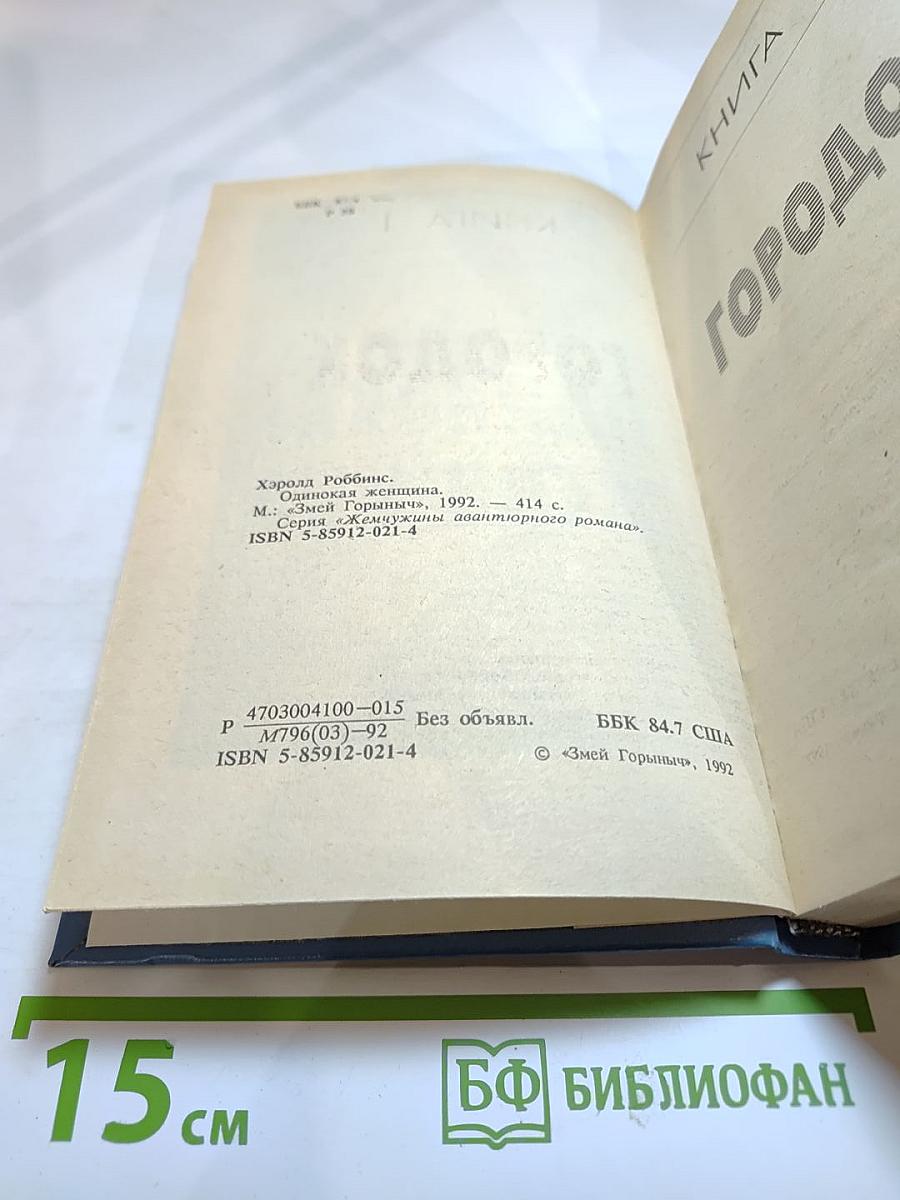 Хэролд Роббинс.
Одинокая женщина.
М.: «Змей Горыныч», 1992. — 414 с.
Серия «Жемчужины авантюрного романа».
ISBN 5-85912-021-4
Р 4703004100—015 Без объявл.
М796(03)—92
ISBN 5-85912-021-4
ББК 84.7 США
© «Змей Горыныч», 1992
КНИГА
ГОРОДО
15 см
БФ БИБЛИОФАН